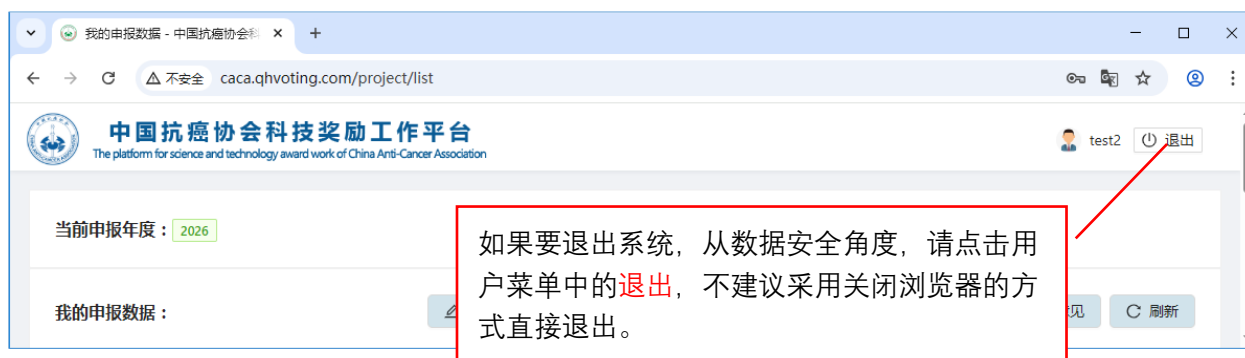 我的申报数据 - 中国抗癌协会科
不安全 caca.qhvoting.com/project/list
中国抗癌协会科技奖励工作平台
The platform for science and technology award work of China Anti-Cancer Association
test2 退出
当前申报年度： 2026
如果要退出系统，从数据安全角度，请点击用
户菜单中的退出，不建议采用关闭浏览器的方
式直接退出。
我的申报数据：
见 刷新